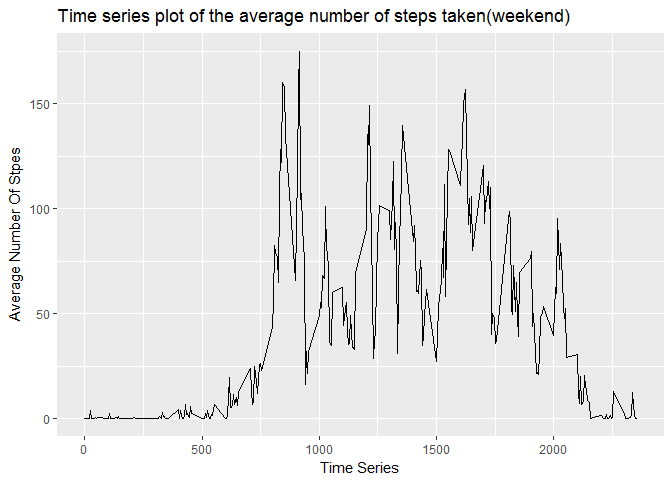 Time series plot of the average number of steps taken(weekend)
Average Number Of Stpes
150
100
50
0
0 500 1000 1500 2000
Time Series